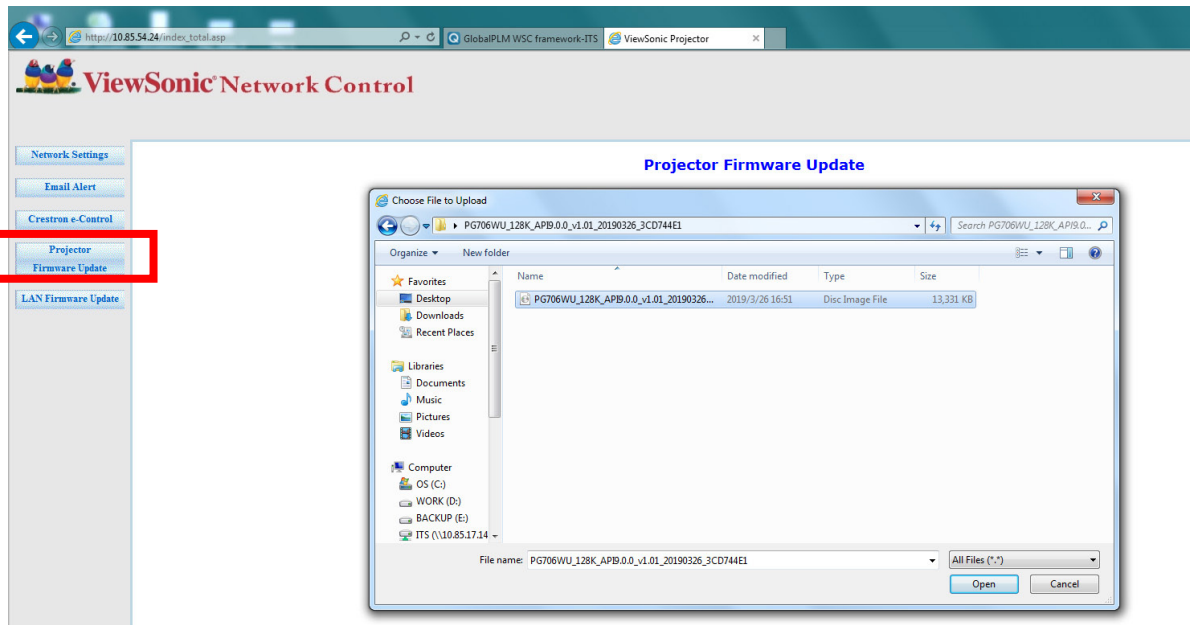 http://10.85.54.24/index_total.asp
GlobalPLM WSC framework-ITS
ViewSonic Projector
ViewSonic® Network Control
Network Settings
Email Alert
Crestron e-Control
Projector
Firmware Update
LAN Firmware Update
Projector Firmware Update
Choose File to Upload
PG706WU_128K_API9.0.0_v1.01_20190326_3CD744E1
Search PG706WU_128K_API9.0...
Organize
New folder
Favorites
Desktop
Downloads
Recent Places
Libraries
Documents
Music
Pictures
Videos
Computer
OS (C:)
WORK (D:)
BACKUP (E:)
ITS (\\10.85.17.14
Name Date modified Type Size
PG706WU_128K_API9.0.0_v1.01_20190326... 2019/3/26 16:51 Disc Image File 13,331 KB
File name: PG706WU_128K_API9.0.0_v1.01_20190326_3CD744E1
All Files (*.*)
Open Cancel